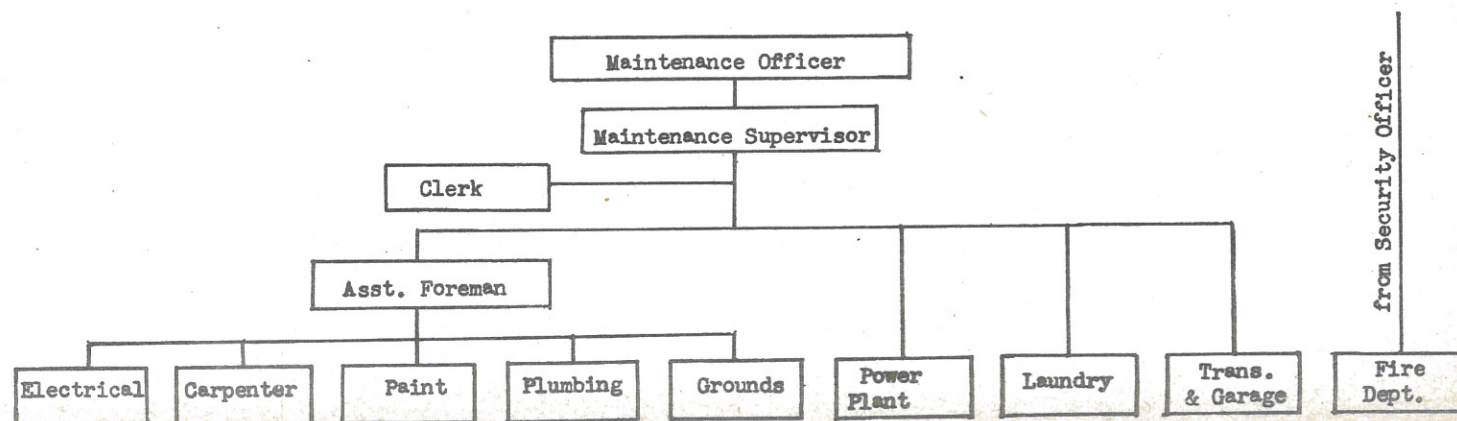 Maintenance Officer
Maintenance Supervisor
Clerk
Asst. Foreman
from Security Officer
Electrical
Carpenter
Paint
Plumbing
Grounds
Power
Plant
Laundry
Trans.
& Garage
Fire
Dept.